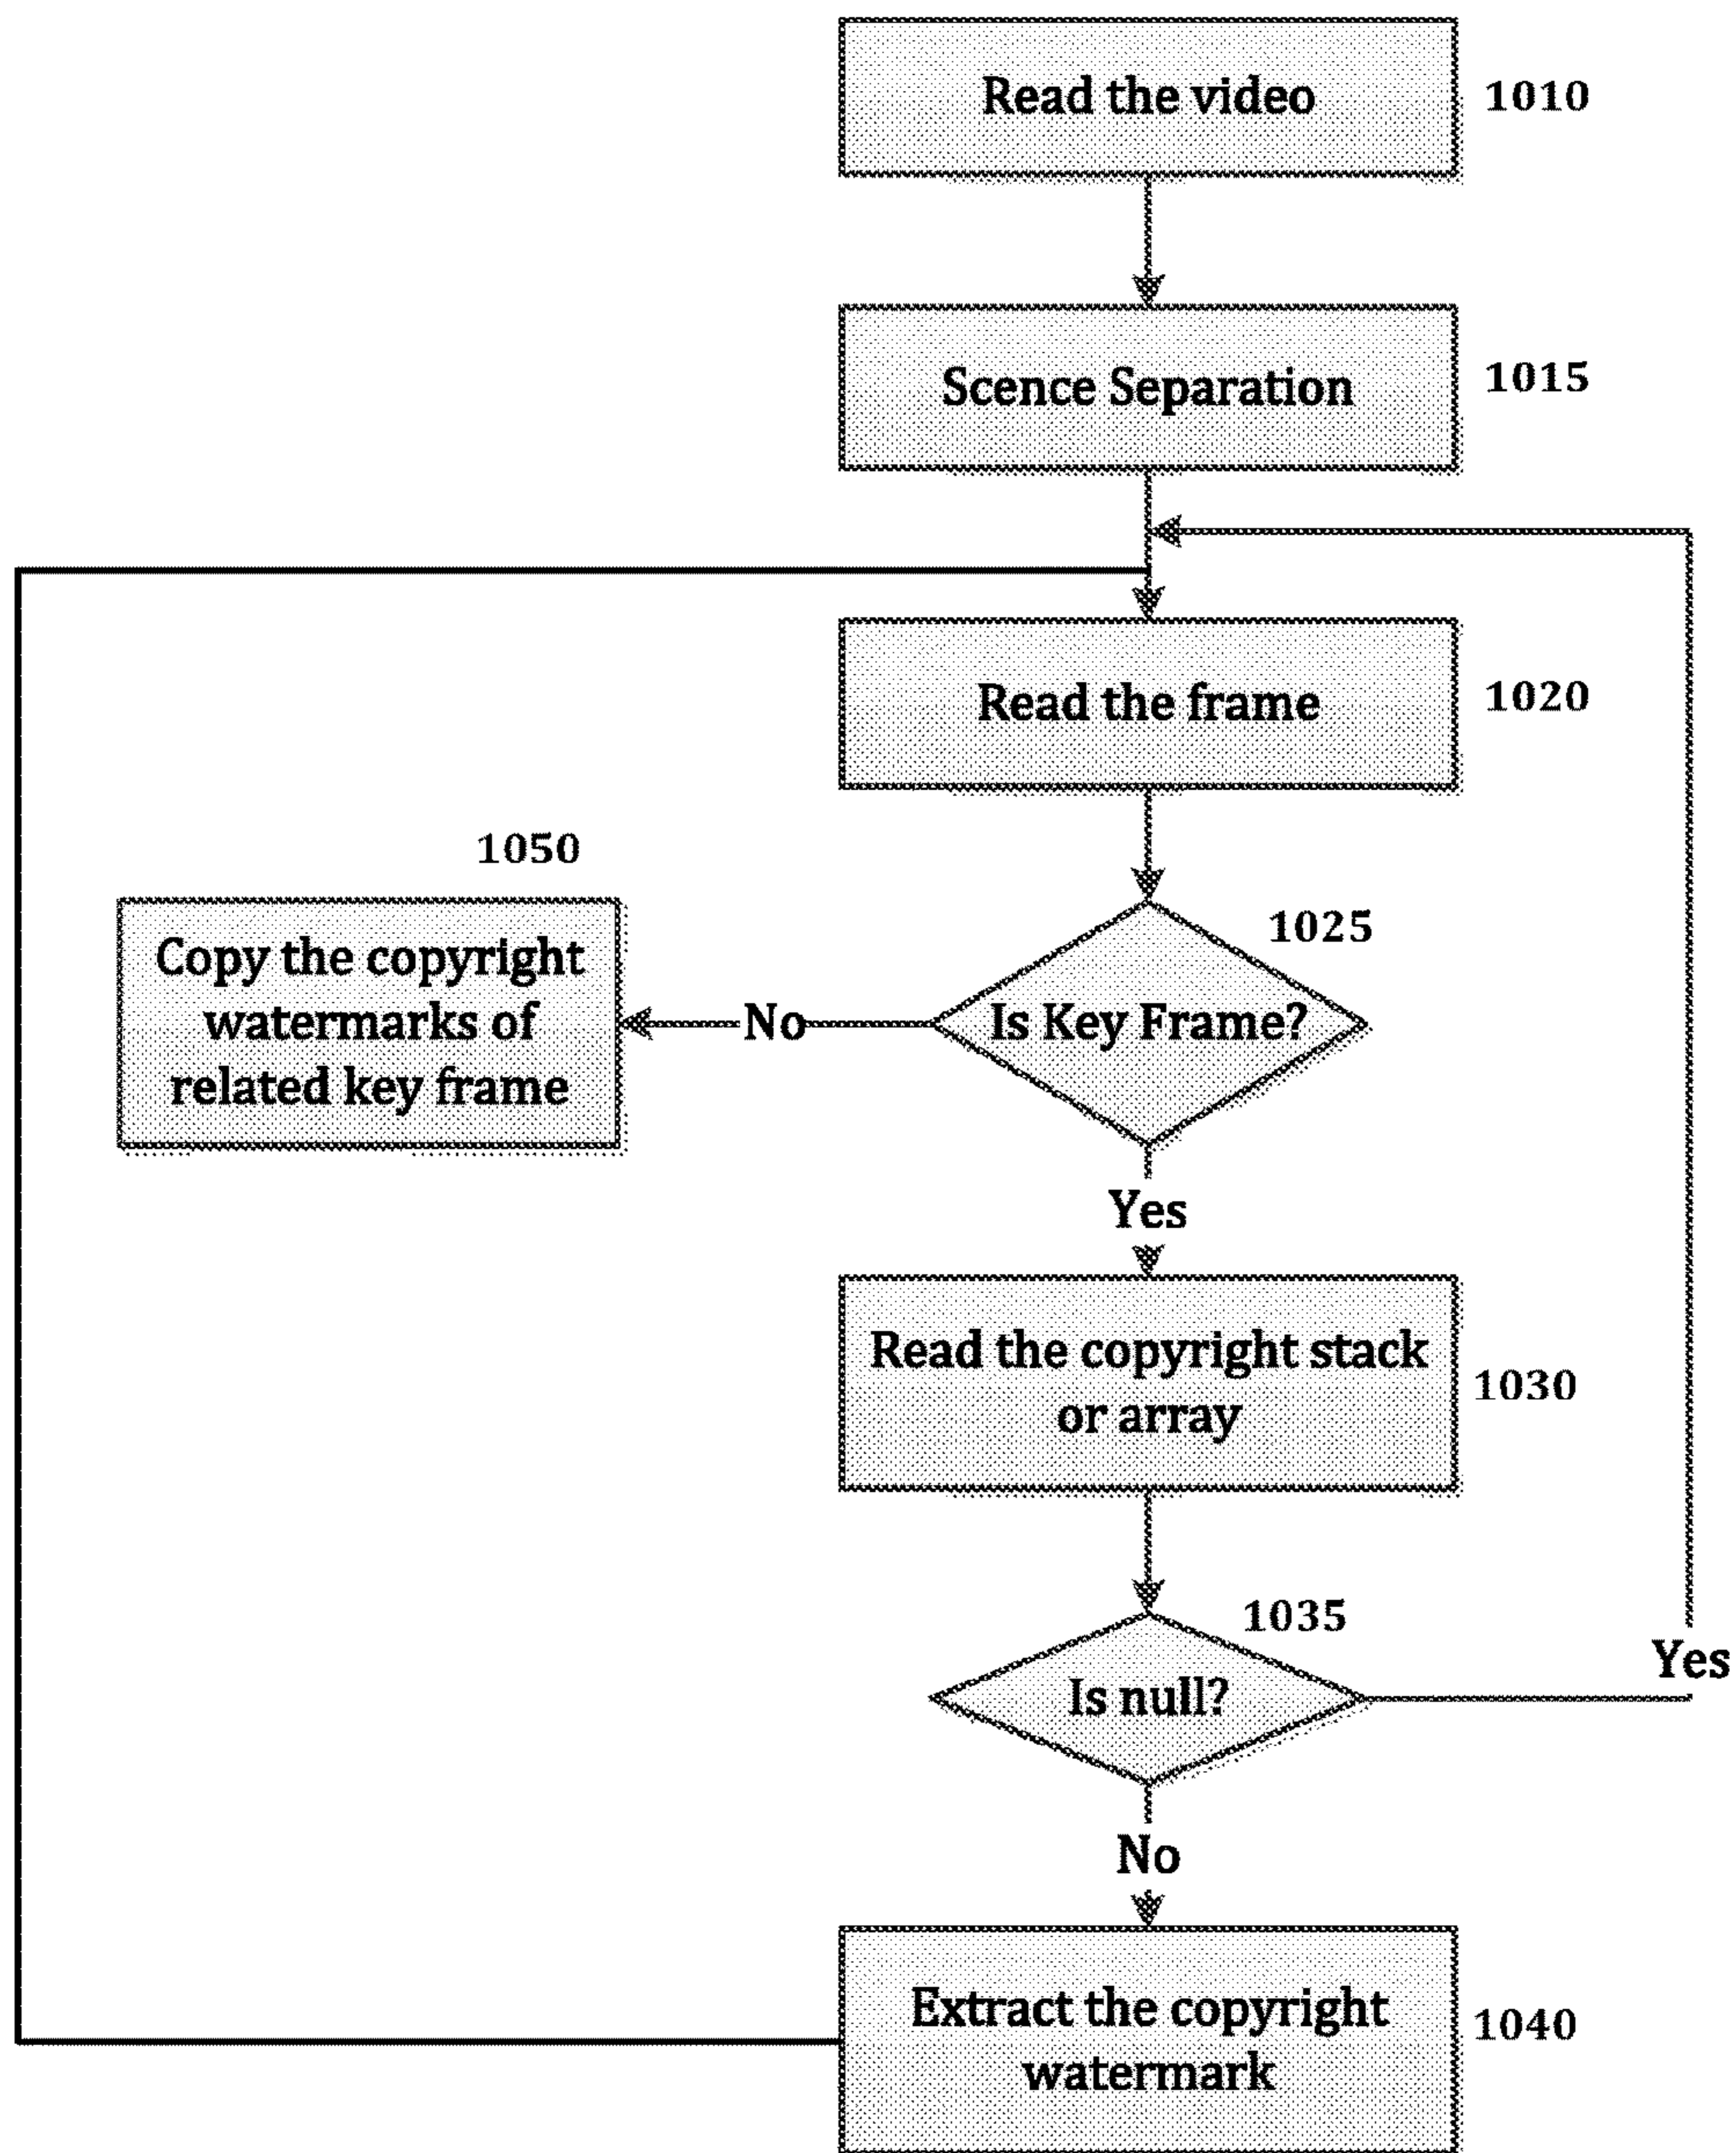 Read the video
1010
Scence Separation
1015
Read the frame
1020
1050
Copy the copyright
watermarks of
related key frame
No
1025
Is Key Frame?
Yes
Read the copyright stack
or array
1030
1035
Is null?
Yes
No
Extract the copyright
watermark
1040